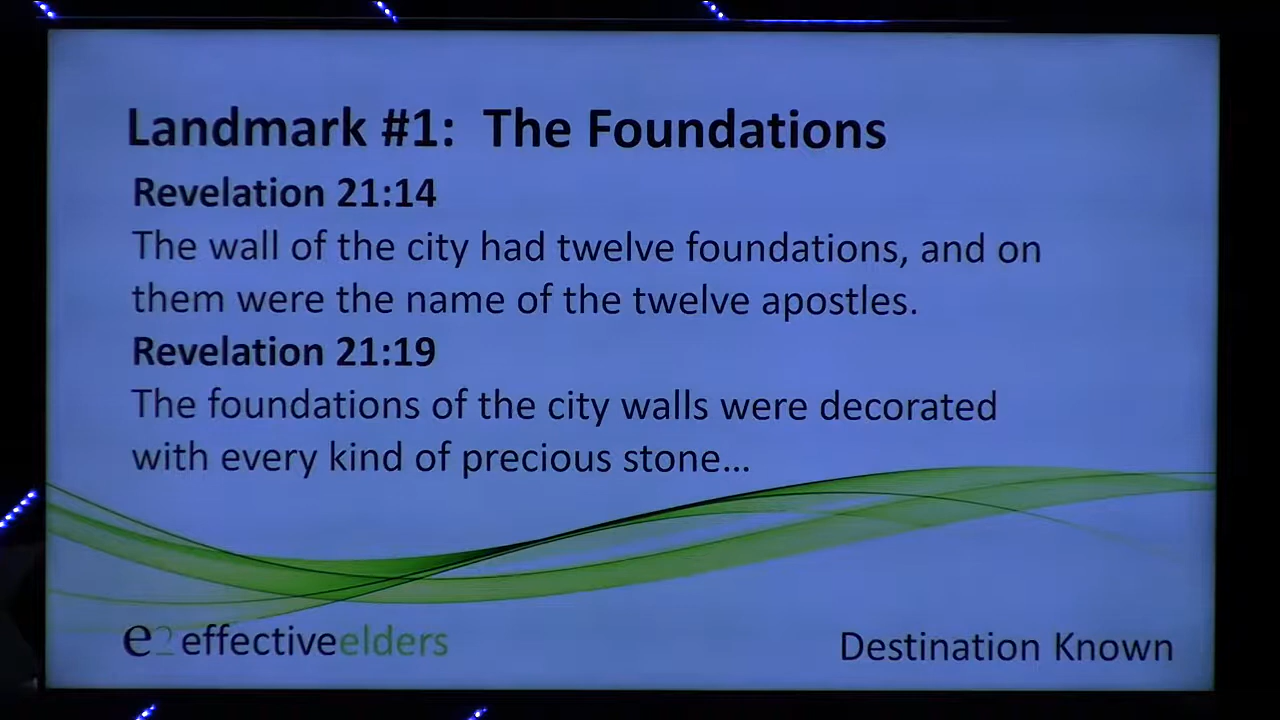 Landmark #1: The Foundations
Revelation 21:14
The wall of the city had twelve foundations, and on
them were the name of the twelve apostles.
Revelation 21:19
The foundations of the city walls were decorated
with every kind of precious stone…
e2 effectiveelders
Destination Known